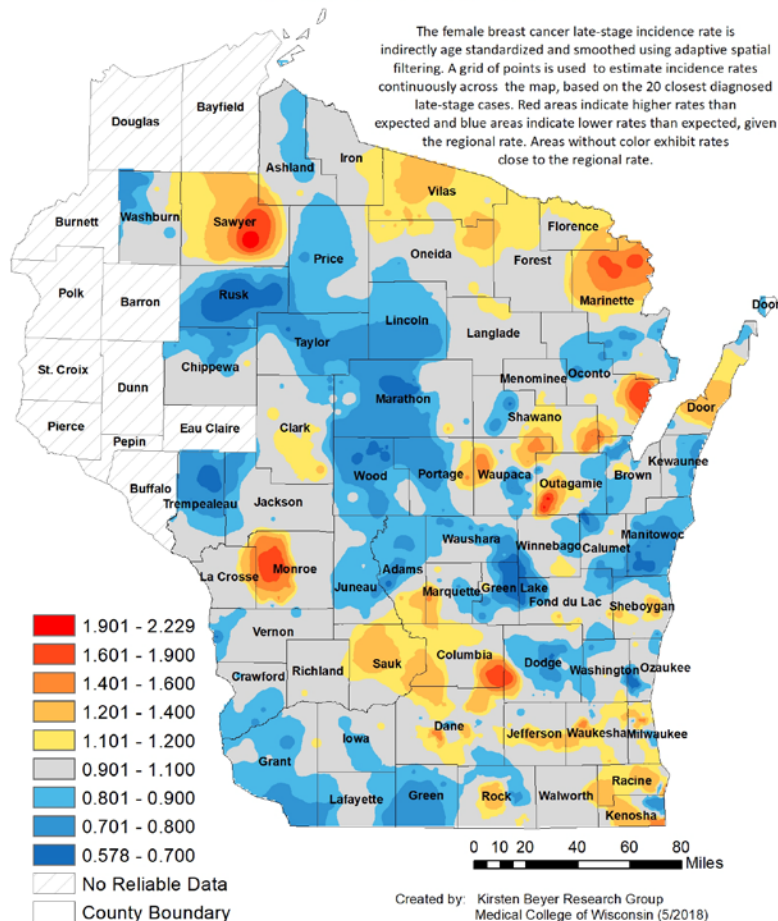 The female breast cancer late-stage incidence rate is
indirectly age standardized and smoothed using adaptive spatial
filtering. A grid of points is used to estimate incidence rates
continuously across the map, based on the 20 closest diagnosed
late-stage cases. Red areas indicate higher rates than
expected and blue areas indicate lower rates than expected, given
the regional rate. Areas without color exhibit rates
close to the regional rate.
Bayfield
Douglas
Iron
Ashland
Vilas
Burnett
Washburn
Sawyer
Florence
Price
Oneida
Forest
Polk
Barron
Rusk
Marinette
Door
Lincoln
Taylor
Langlade
St. Croix
Chippewa
Menominee
Oconto
Dunn
Marathon
Shawano
Door
Pierce
Clark
Pepin
Eau Claire
Kewaunee
Wood
Portage
Waupaca
Outagamie
Brown
Buffalo
Trempealeau
Jackson
Waushara
Winnebago
Calumet
Manitowoc
La Crosse
Monroe
Juneau
Adams
Marquette
Green Lake
Fond du Lac
Sheboygan
Vernon
Columbia
Sauk
Dodge
Washington
Ozaukee
Crawford
Richland
Dane
Jefferson
Waukesha
Milwaukee
Iowa
Grant
Lafayette
Green
Rock
Walworth
Racine
Kenosha
1.901 - 2.229
1.601 - 1.900
1.401 - 1.600
1.201 - 1.400
1.101 - 1.200
0.901 - 1.100
0.801 - 0.900
0.701 - 0.800
0.578 - 0.700
No Reliable Data
County Boundary
0 10 20 40 60 80
Miles
Created by: Kirsten Beyer Research Group
Medical College of Wisconsin (5/2018)